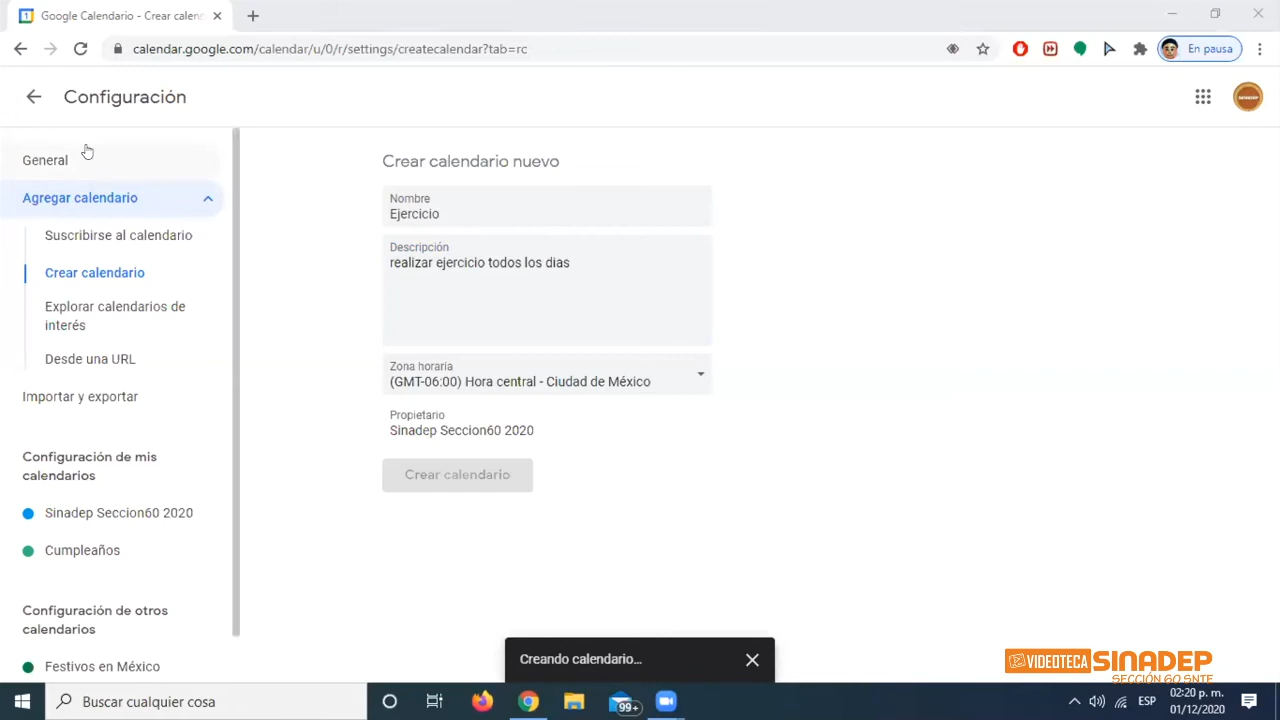 Google Calendario - Crear calen
calendar.google.com/calendar/u/0/r/settings/createcalendar?tab=rc
En pausa
Configuración
General
Agregar calendario
Suscribirse al calendario
Crear calendario
Explorar calendarios de
interés
Desde una URL
Importar y exportar
Configuración de mis
calendarios
Sinadep Seccion60 2020
Cumpleaños
Configuración de otros
calendarios
Festivos en México
Crear calendario nuevo
Nombre
Ejercicio
Descripción
realizar ejercicio todos los dias
Zona horaria
(GMT-06:00) Hora central - Ciudad de México
Propietario
Sinadep Seccion60 2020
Crear calendario
Creando calendario...
VIDEOTECA SINADEP
SECCIÓN 60 SNTE
Buscar cualquier cosa
99+
ESP
02:20 p. m.
01/12/2020